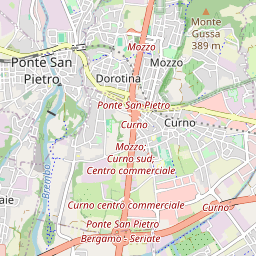 Monte
Gussa
389 m
Mozzo
Ponte San
Pietro
Mozzo
Dorotina
Ponte San Pietro
Curno
Curno
Mozzo;
Curno sud;
Centro commerciale
Brembo
aie
Curno centro commerciale
Curno
Ponte San Pietro
Bergamo - Seriate